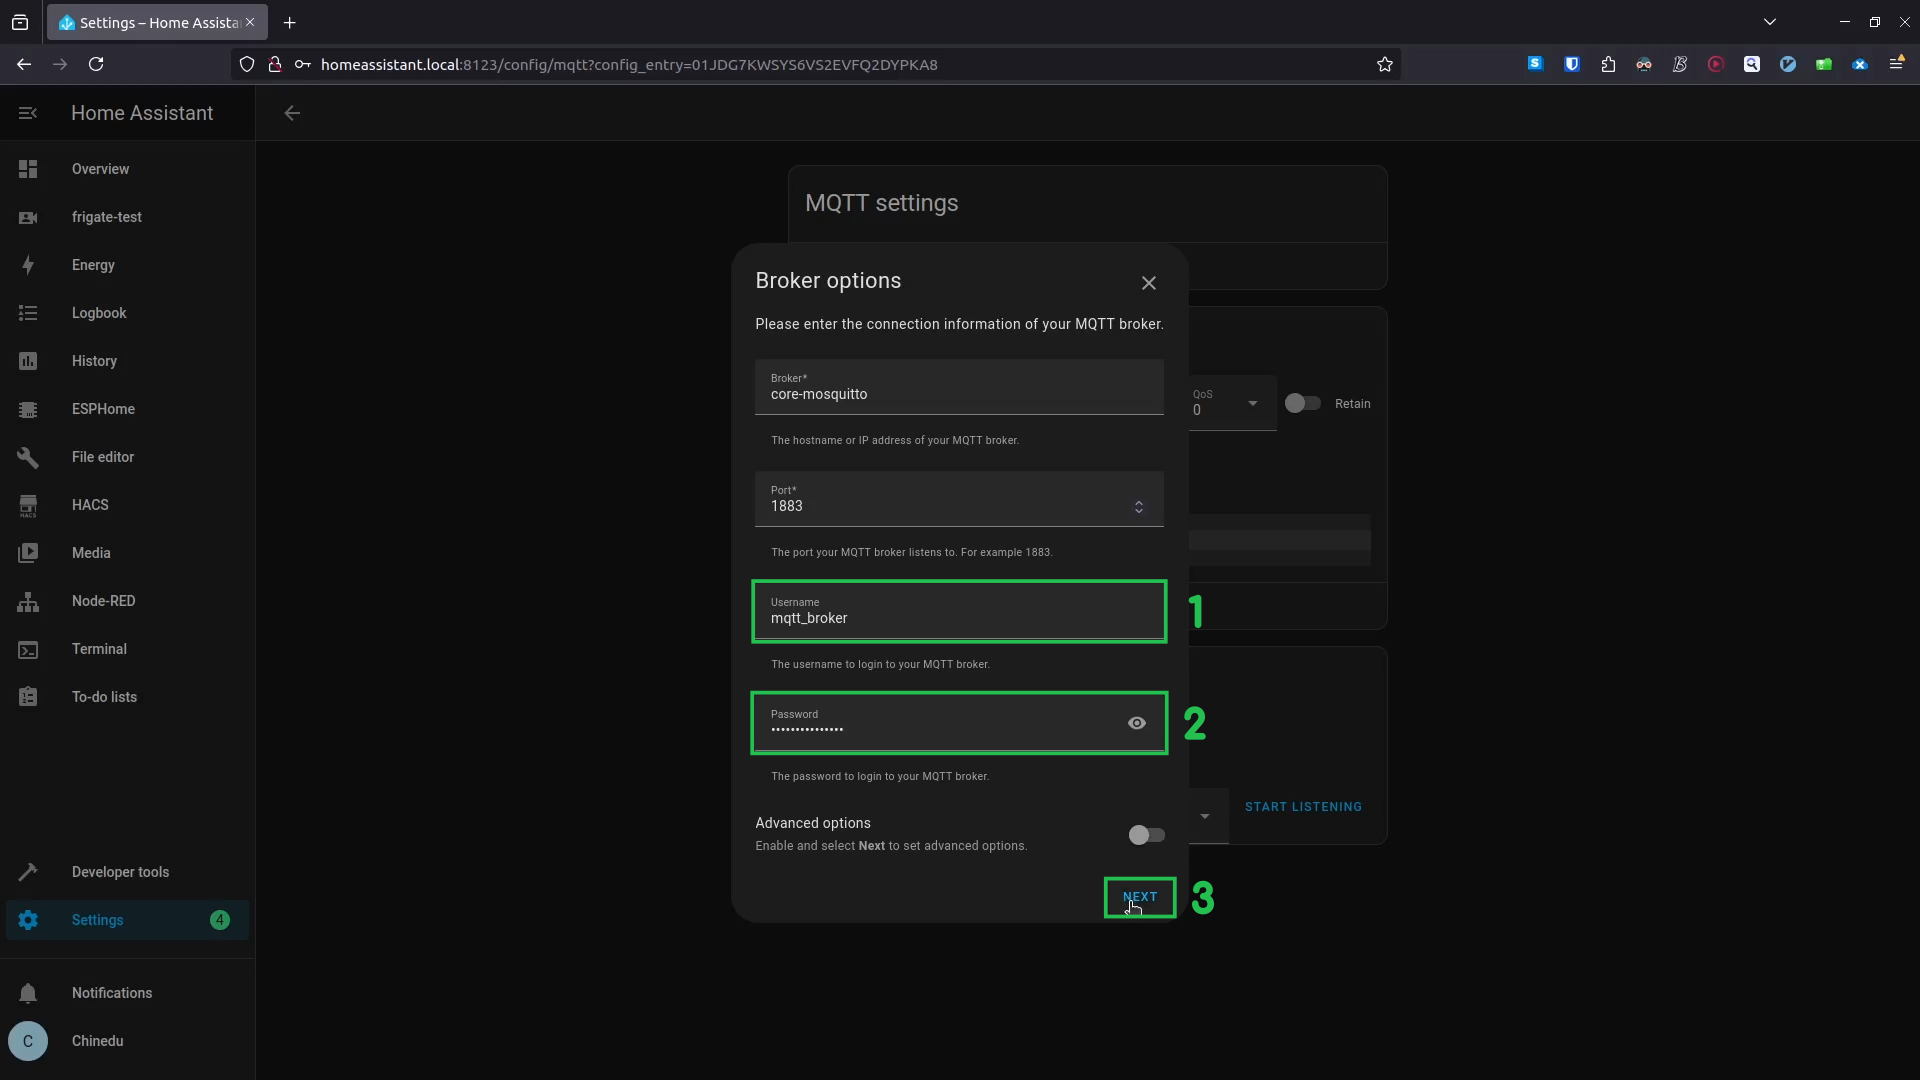 Settings – Home Assista
homeassistant.local:8123/config/mqtt?config_entry=01JDG7KWSYS6VS2EVFQ2DYPKA8
Home Assistant
Overview
frigate-test
Energy
Logbook
History
ESPHome
File editor
HACS
HACS
Media
Node-RED
Terminal
To-do lists
Developer tools
Settings
4
Notifications
C
Chinedu
MQTT settings
Broker options
Please enter the connection information of your MQTT broker.
Broker*
core-mosquitto
The hostname or IP address of your MQTT broker.
Port*
1883
The port your MQTT broker listens to. For example 1883.
Username
mqtt_broker
1
The username to login to your MQTT broker.
Password
•••••••••••••••
2
The password to login to your MQTT broker.
Advanced options
Enable and select Next to set advanced options.
NEXT
3
QoS
0
Retain
START LISTENING